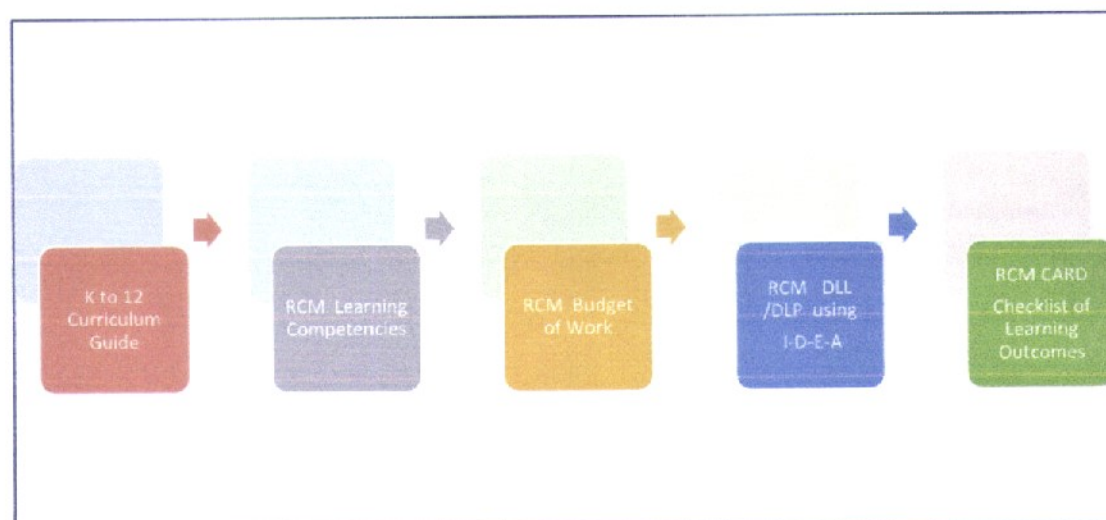 K to 12
Curriculum
Guide
RCM Learning
Competencies
RCM Budget
of Work
RCM DLL
/DLP using
I-D-E-A
RCM CARD
Checklist of
Learning
Outcomes